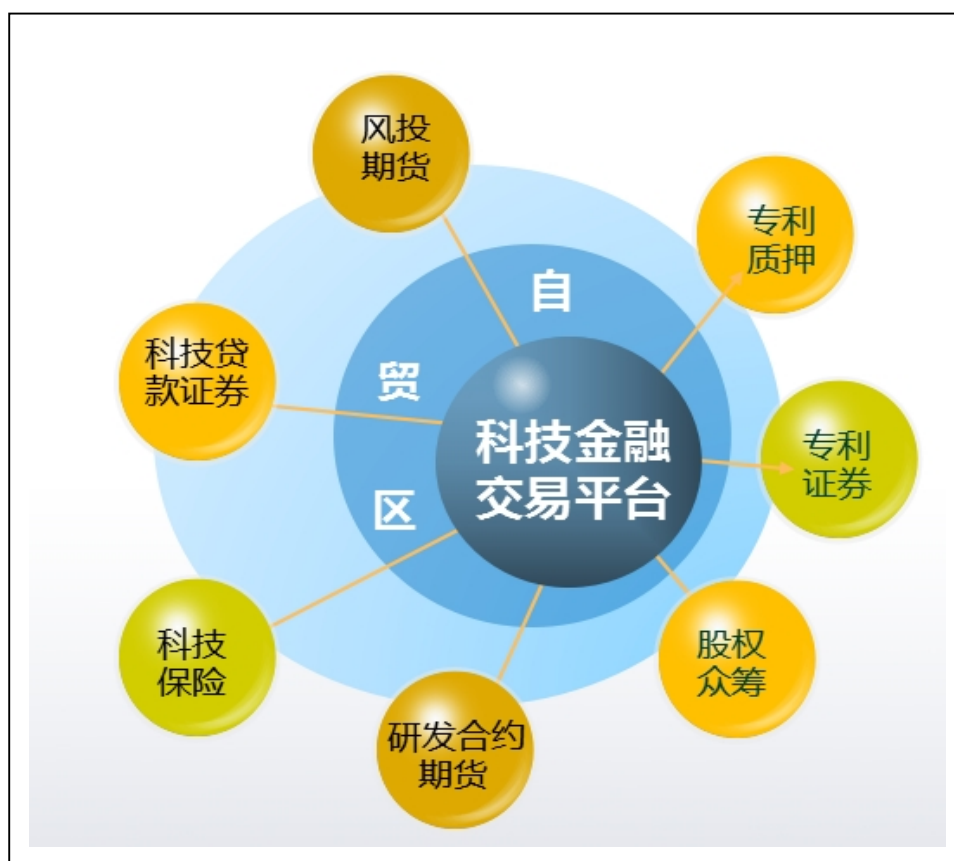 风投
期货
专利
质押
自
贸
区
科技贷
款证券
科技金融
交易平台
专利
证券
科技
保险
股权
众筹
研发合约
期货